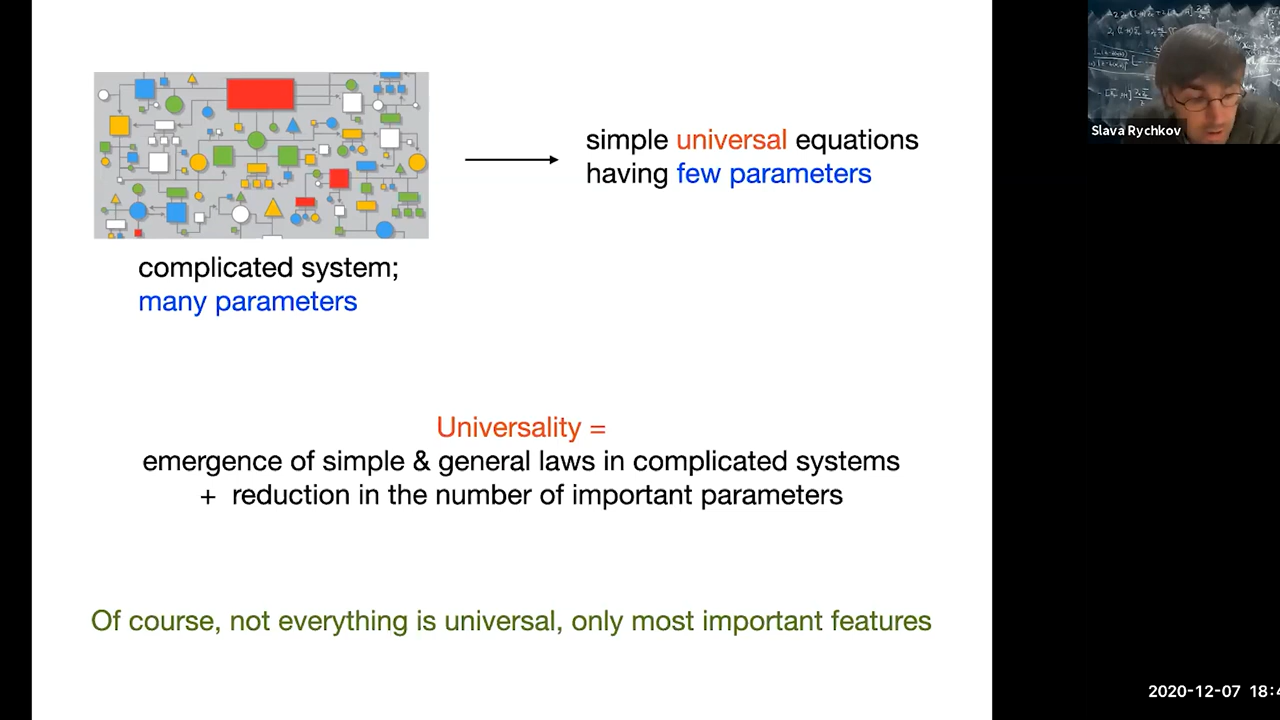 simple universal equations
having few parameters
complicated system;
many parameters
Universality =
emergence of simple & general laws in complicated systems
+ reduction in the number of important parameters
Of course, not everything is universal, only most important features
Slava Rychkov
2020-12-07 18:4